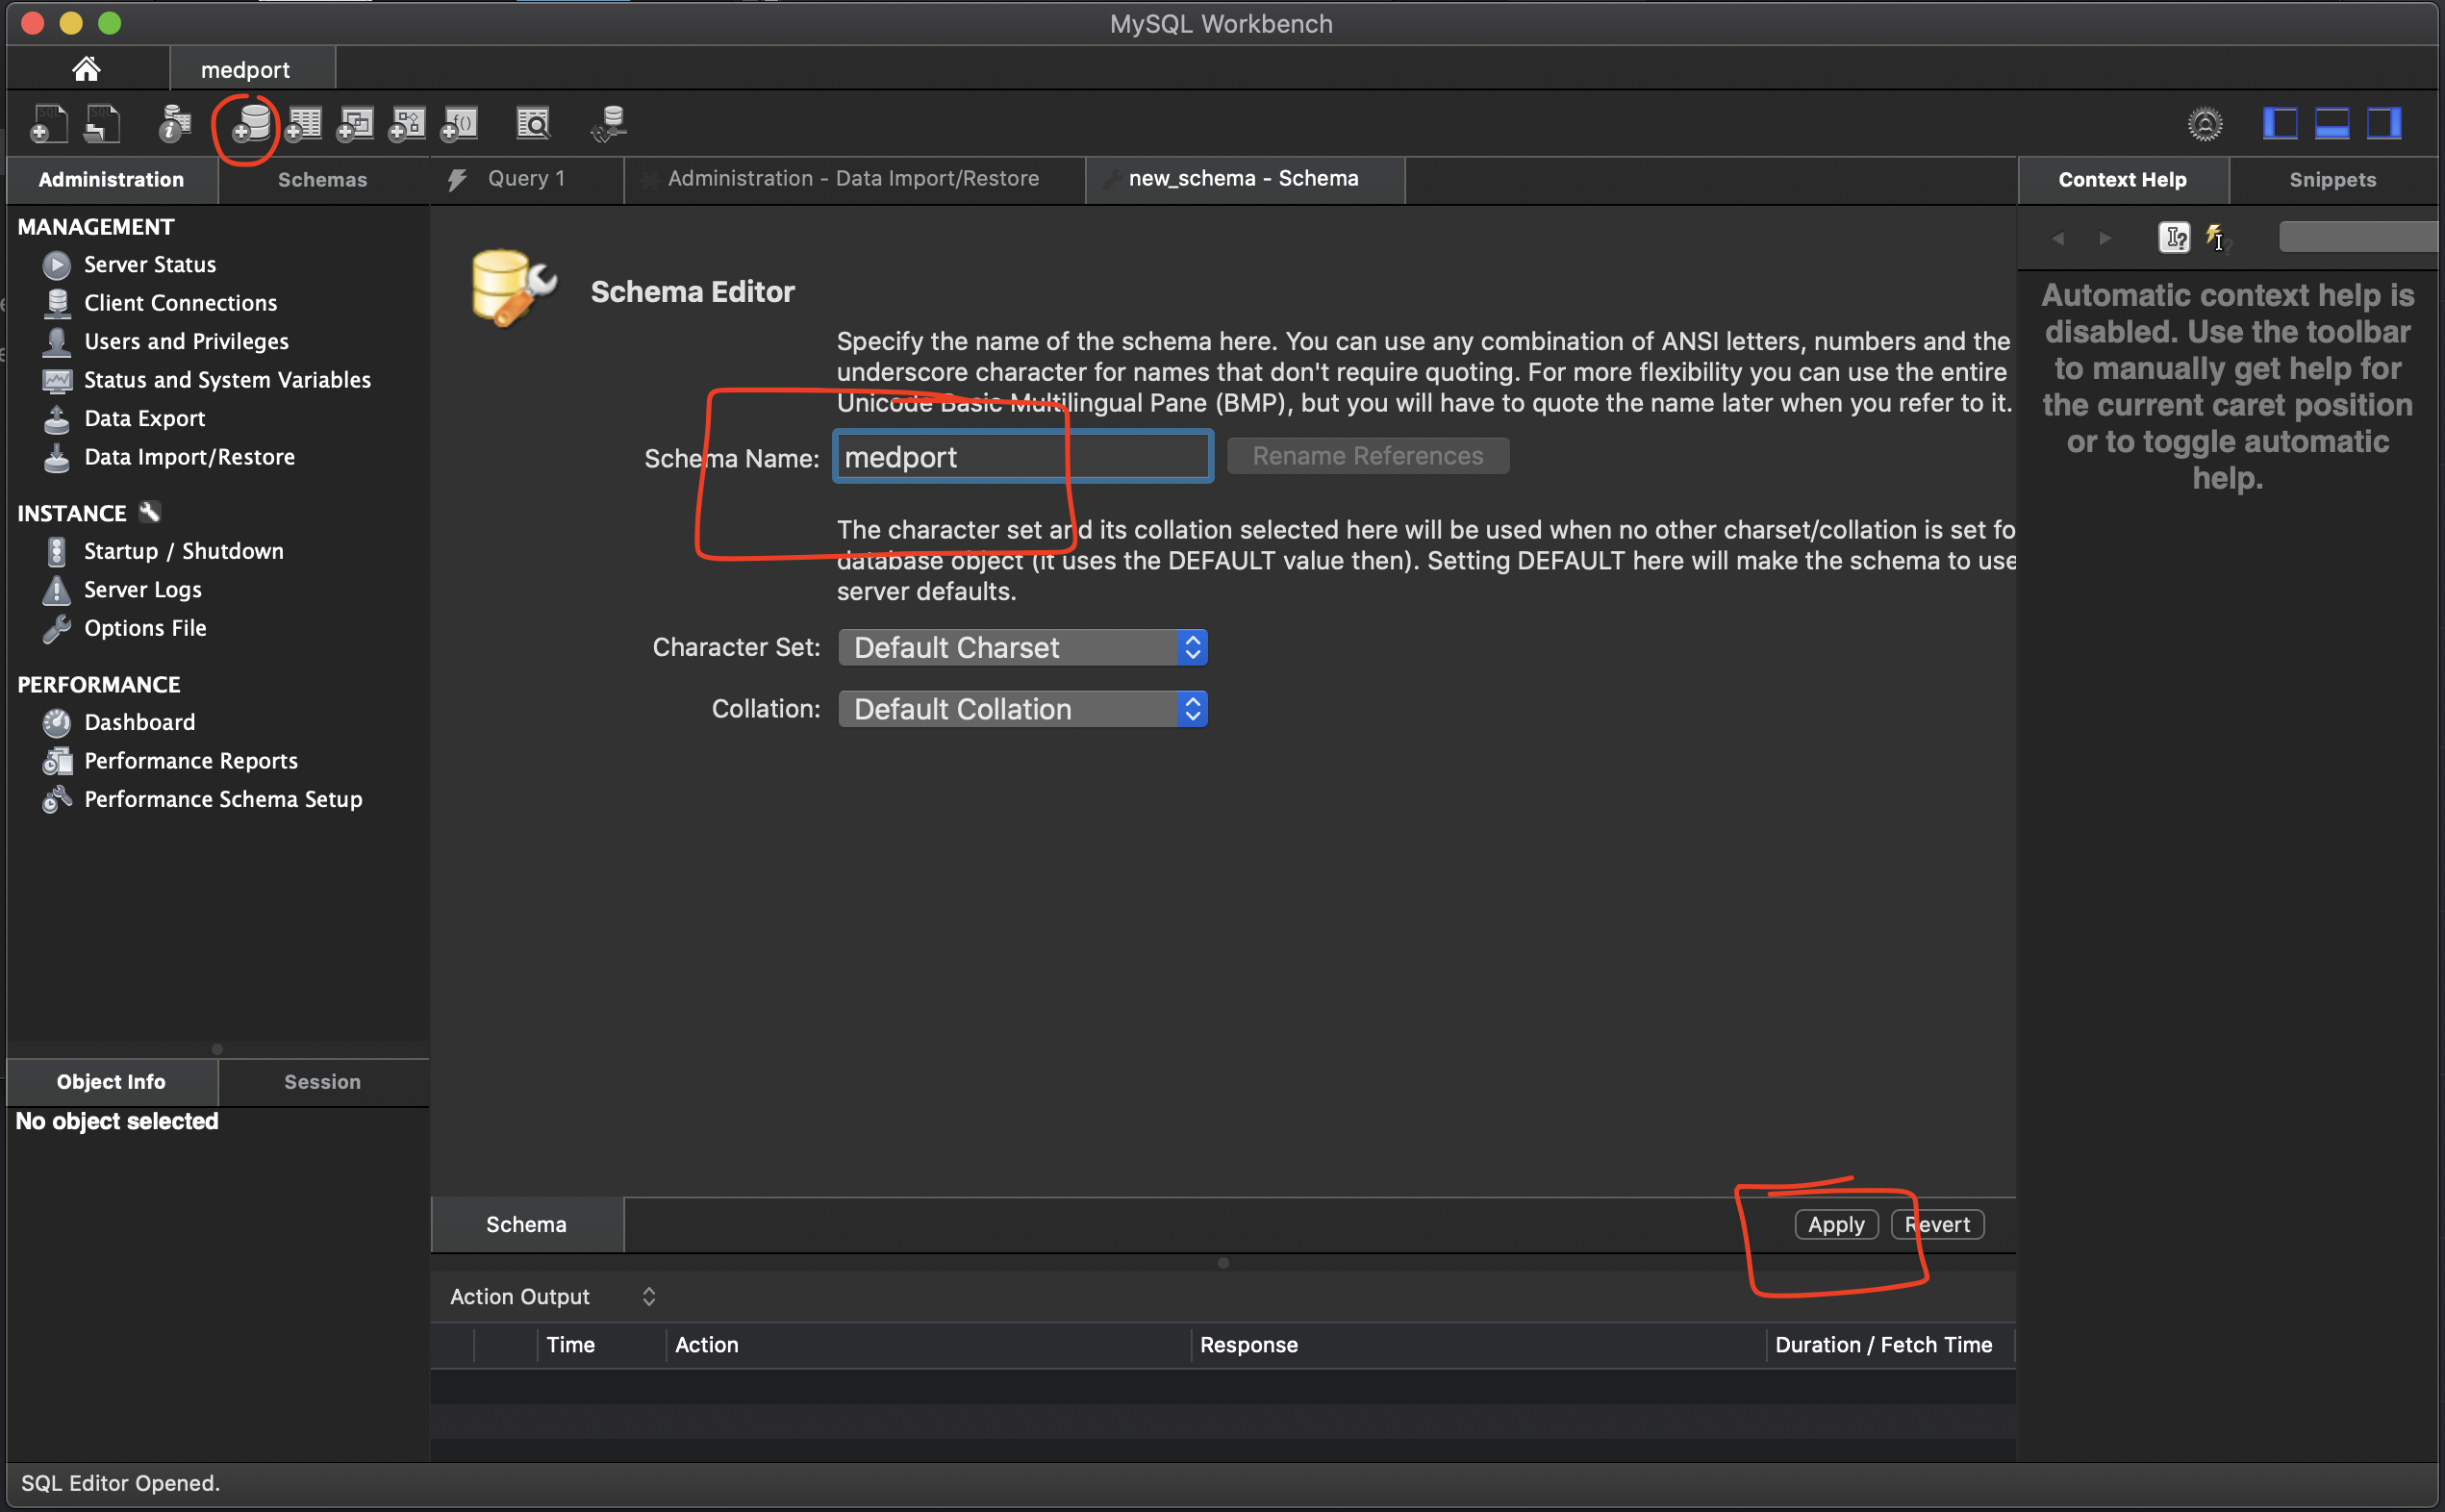 MySQL Workbench
medport
Administration
Schemas
Query 1
Administration - Data Import/Restore
new_schema - Schema
Context Help
Snippets
MANAGEMENT
Server Status
Client Connections
Users and Privileges
Status and System Variables
Data Export
Data Import/Restore
INSTANCE
Startup / Shutdown
Server Logs
Options File
PERFORMANCE
Dashboard
Performance Reports
Performance Schema Setup
Object Info
Session
No object selected
Schema Editor
Specify the name of the schema here. You can use any combination of ANSI letters, numbers and the
underscore character for names that don't require quoting. For more flexibility you can use the entire
Unicode Basic Multilingual Pane (BMP), but you will have to quote the name later when you refer to it.
Schema Name: medport
Rename References
The character set and its collation selected here will be used when no other charset/collation is set fo
database object (it uses the DEFAULT value then). Setting DEFAULT here will make the schema to use
server defaults.
Character Set: Default Charset
Collation: Default Collation
Schema
Apply
Revert
Action Output
Time
Action
Response
Duration / Fetch Time
Automatic context help is
disabled. Use the toolbar
to manually get help for
the current caret position
or to toggle automatic
help.
SQL Editor Opened.